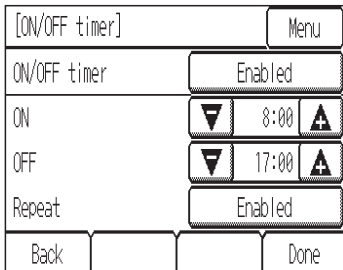 [ON/OFF timer] Menu
ON/OFF timer Enabled
ON 8:00
OFF 17:00
Repeat Enabled
Back Done